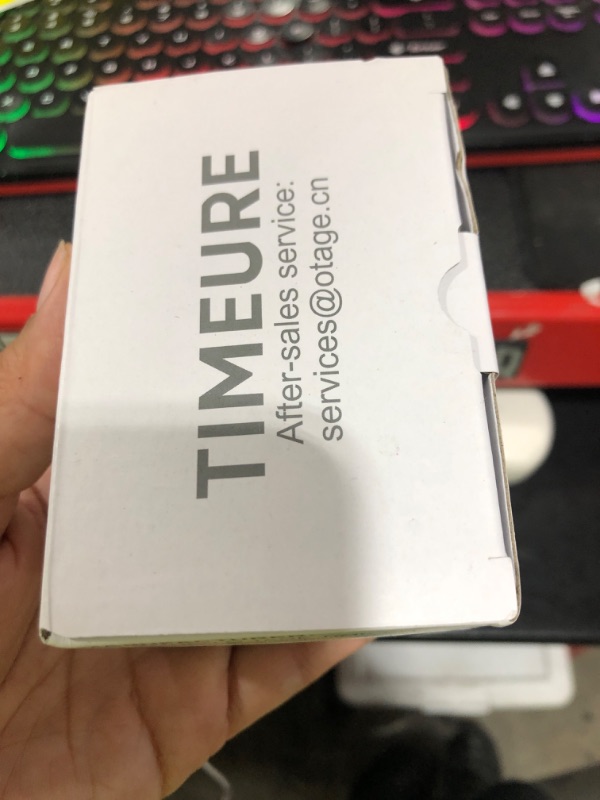 TIMEURE
After-sales service:
services@otage.cn